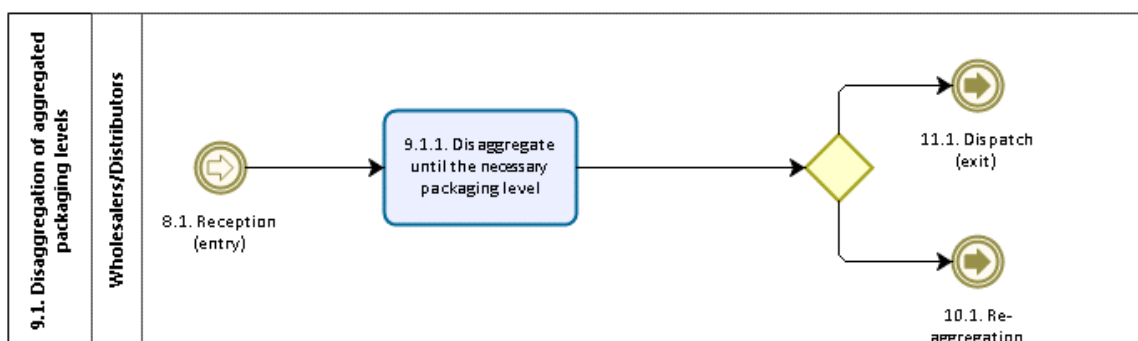 9.1. Disaggregation of aggregated
packaging levels
Wholesalers/Distributors
8.1. Reception
(entry)
9.1.1. Disaggregate
until the necessary
packaging level
11.1. Dispatch
(exit)
10.1. Re-
aggregation